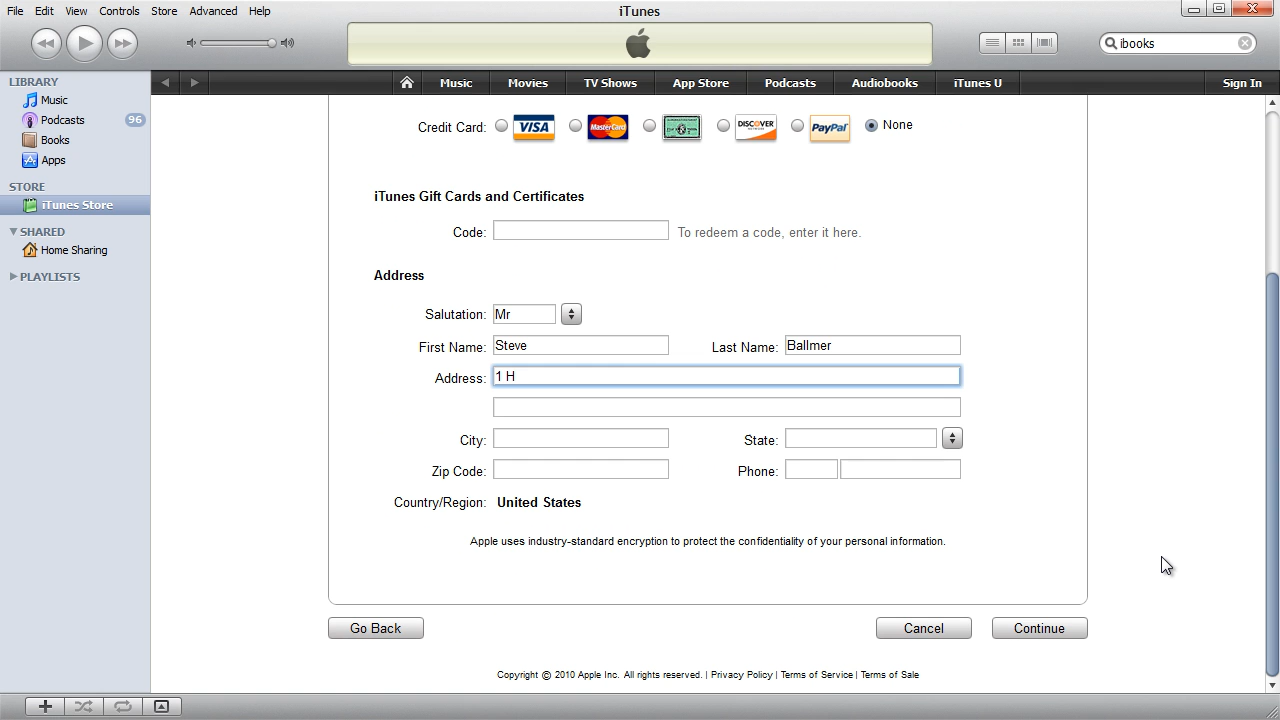 File Edit View Controls Store Advanced Help
iTunes
ibooks
Music Movies TV Shows App Store Podcasts Audiobooks iTunes U Sign In
LIBRARY
Music
Podcasts 96
Books
Apps
STORE
iTunes Store
SHARED
Home Sharing
PLAYLISTS
Credit Card: VISA MasterCard DISCOVER PayPal None
iTunes Gift Cards and Certificates
Code: To redeem a code, enter it here.
Address
Salutation: Mr
First Name: Steve Last Name: Ballmer
Address: 1 H
City: State:
Zip Code: Phone:
Country/Region: United States
Apple uses industry-standard encryption to protect the confidentiality of your personal information.
Go Back Cancel Continue
Copyright © 2010 Apple Inc. All rights reserved. | Privacy Policy | Terms of Service | Terms of Sale